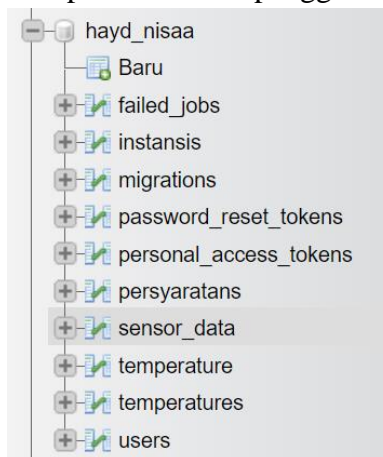 hayd_nisaa
Baru
failed_jobs
instansis
migrations
password_reset_tokens
personal_access_tokens
persyaratans
sensor_data
temperature
temperatures
users